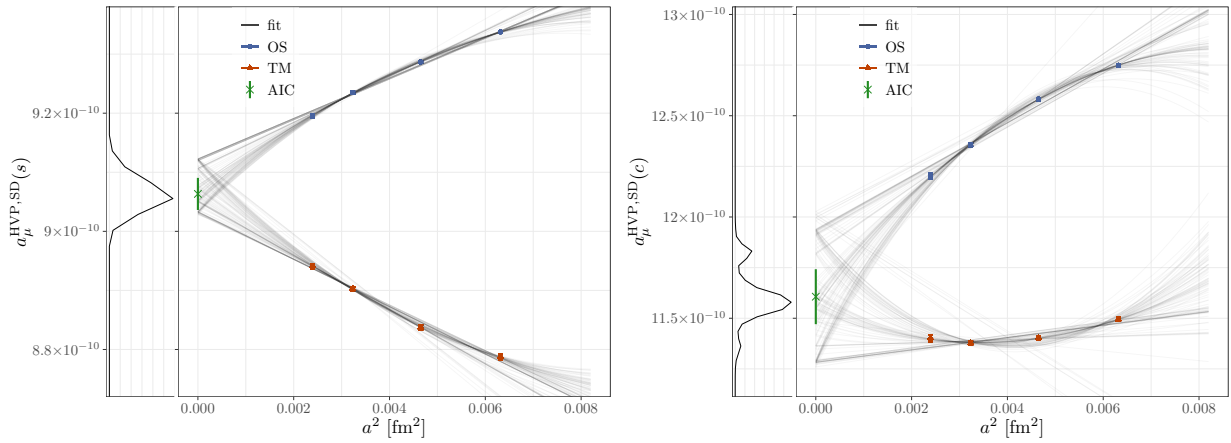 fit
OS
TM
AIC
9.2×10⁻¹⁰
9×10⁻¹⁰
8.8×10⁻¹⁰
a_μ^{HVP,SD}(s)
0.000 0.002 0.004 0.006 0.008
a² [fm²]
fit
OS
TM
AIC
13×10⁻¹⁰
12.5×10⁻¹⁰
12×10⁻¹⁰
11.5×10⁻¹⁰
a_μ^{HVP,SD}(c)
0.000 0.002 0.004 0.006 0.008
a² [fm²]